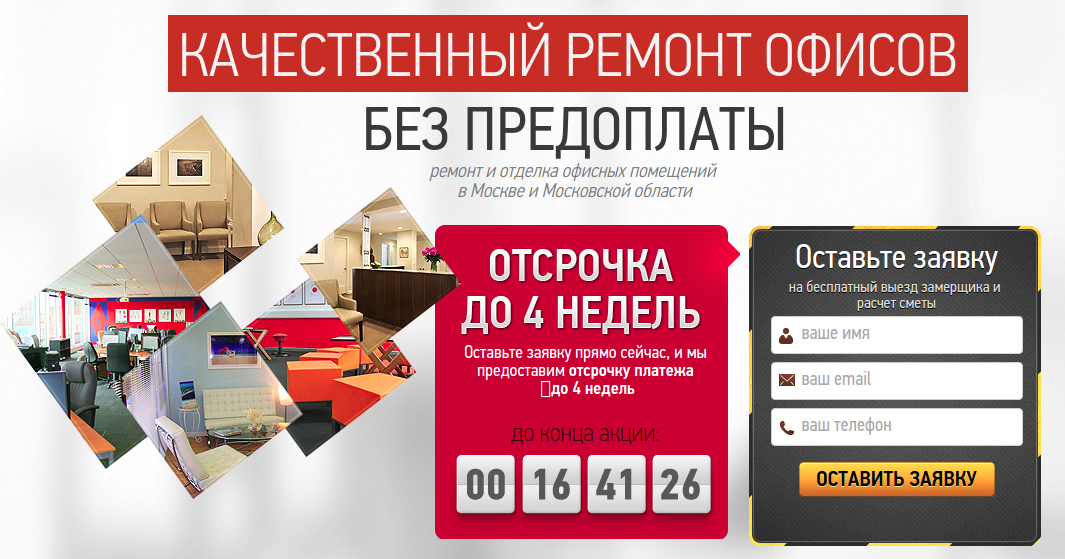 КАЧЕСТВЕННЫЙ РЕМОНТ ОФИСОВ
БЕЗ ПРЕДОПЛАТЫ
ремонт и отделка офисных помещений
в Москве и Московской области
ОТСРОЧКА
ДО 4 НЕДЕЛЬ
Оставьте заявку прямо сейчас, и мы
предоставим отсрочку платежа
до 4 недель
до конца акции:
00 16 41 26
Оставьте заявку
на бесплатный выезд замерщика и
расчет сметы
ваше имя
ваш email
ваш телефон
ОСТАВИТЬ ЗАЯВКУ